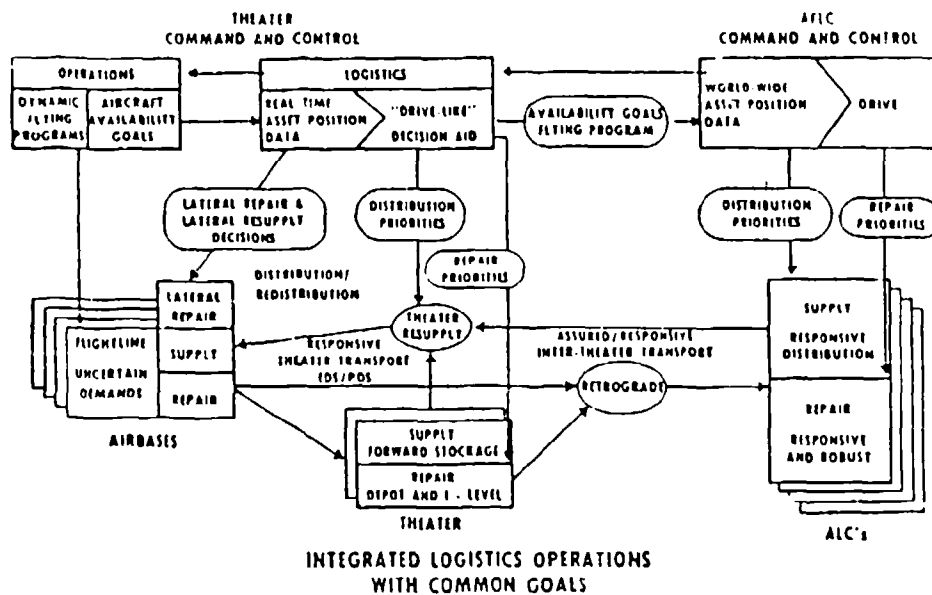 THEATER
COMMAND AND CONTROL
AFLC
COMMAND AND CONTROL
OPERATIONS
DYNAMIC
FLYING
PROGRAMS
AIRCRAFT
AVAILABILITY
GOALS
LOGISTICS
REAL TIME
ASSET POSITION
DATA
"DRIVE-LIKE"
DECISION AID
AVAILABILITY GOALS
FLYING PROGRAM
WORLD-WIDE
ASSET POSITION
DATA
DRIVE
LATERAL REPAIR &
LATERAL RESUPPLY
DECISIONS
DISTRIBUTION
PRIORITIES
REPAIR
PRIORITIES
DISTRIBUTION
PRIORITIES
REPAIR
PRIORITIES
DISTRIBUTION/
REDISTRIBUTION
LATERAL
REPAIR
SUPPLY
REPAIR
FLIGHTLINE
UNCERTAIN
DEMANDS
AIRBASES
THEATER
RESUPPLY
RESPONSIVE
THEATER TRANSPORT
EDS/PDS
ASSURED/RESPONSIVE
INTER-THEATER TRANSPORT
RETROGRADE
SUPPLY
FORWARD STOCKAGE
REPAIR
DEPOT AND I - LEVEL
THEATER
SUPPLY
RESPONSIVE
DISTRIBUTION
REPAIR
RESPONSIVE
AND ROBUST
ALC's
INTEGRATED LOGISTICS OPERATIONS
WITH COMMON GOALS